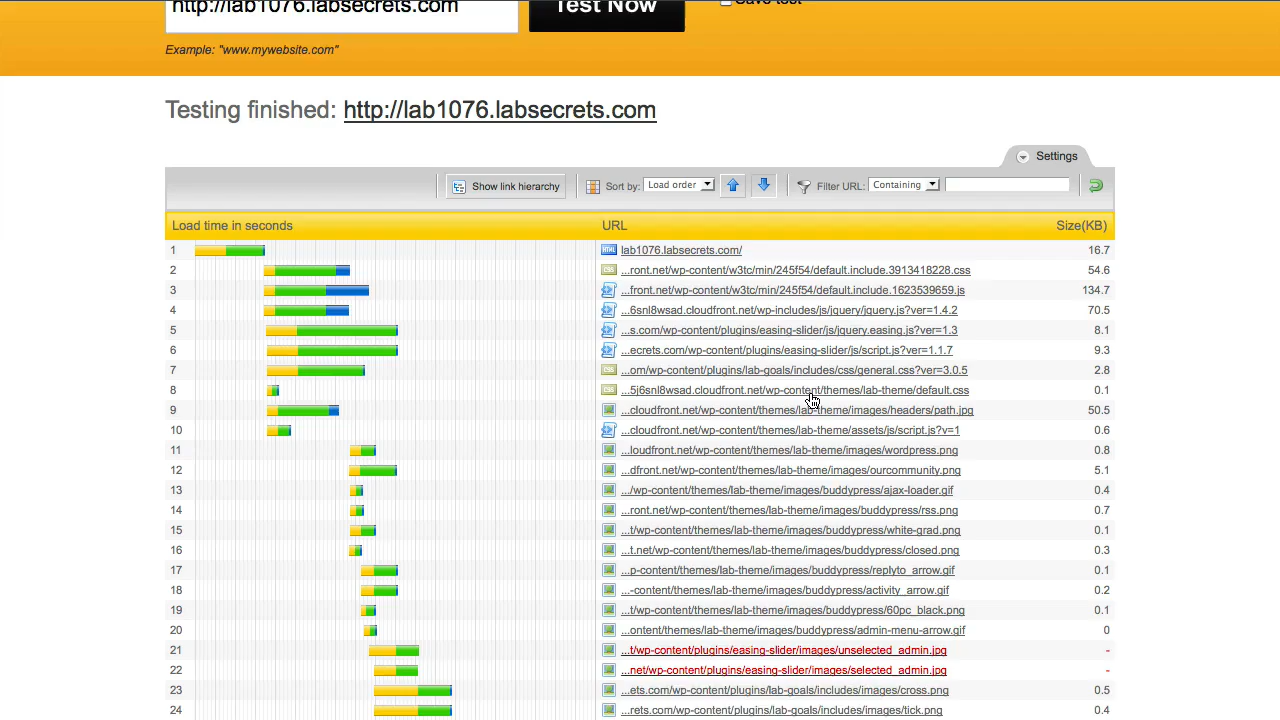 http://lab1076.labsecrets.com
Test Now
Save test
Example: "www.mywebsite.com"
Testing finished: http://lab1076.labsecrets.com
Settings
Show link hierarchy
Sort by: Load order
Filter URL: Containing
Load time in seconds URL Size(KB)
1 HTML lab1076.labsecrets.com/ 16.7
2 CSS ...ront.net/wp-content/w3tc/min/245f54/default.include.3913418228.css 54.6
3 ...front.net/wp-content/w3tc/min/245f54/default.include.1623539659.js 134.7
4 ...6snl8wsad.cloudfront.net/wp-includes/js/jquery/jquery.js?ver=1.4.2 70.5
5 ...s.com/wp-content/plugins/easing-slider/js/jquery.easing.js?ver=1.3 8.1
6 ...ecrets.com/wp-content/plugins/easing-slider/js/script.js?ver=1.1.7 9.3
7 CSS ...om/wp-content/plugins/lab-goals/includes/css/general.css?ver=3.0.5 2.8
8 CSS ...5j6snl8wsad.cloudfront.net/wp-content/themes/lab-theme/default.css 0.1
9 ...cloudfront.net/wp-content/themes/lab-theme/images/headers/path.jpg 50.5
10 ...cloudfront.net/wp-content/themes/lab-theme/assets/js/script.js?v=1 0.6
11 ...loudfront.net/wp-content/themes/lab-theme/images/wordpress.png 0.8
12 ...dfront.net/wp-content/themes/lab-theme/images/ourcommunity.png 5.1
13 .../wp-content/themes/lab-theme/images/buddypress/ajax-loader.gif 0.4
14 ...ront.net/wp-content/themes/lab-theme/images/buddypress/rss.png 0.7
15 ...t/wp-content/themes/lab-theme/images/buddypress/white-grad.png 0.1
16 ...t.net/wp-content/themes/lab-theme/images/buddypress/closed.png 0.3
17 ...p-content/themes/lab-theme/images/buddypress/replyto_arrow.gif 0.1
18 ...-content/themes/lab-theme/images/buddypress/activity_arrow.gif 0.2
19 ...t/wp-content/themes/lab-theme/images/buddypress/60pc_black.png 0.1
20 ...ontent/themes/lab-theme/images/buddypress/admin-menu-arrow.gif 0
21 ...t/wp-content/plugins/easing-slider/images/unselected_admin.jpg -
22 ...net/wp-content/plugins/easing-slider/images/selected_admin.jpg -
23 ...ets.com/wp-content/plugins/lab-goals/includes/images/cross.png 0.5
24 ...rets.com/wp-content/plugins/lab-goals/includes/images/tick.png 0.4